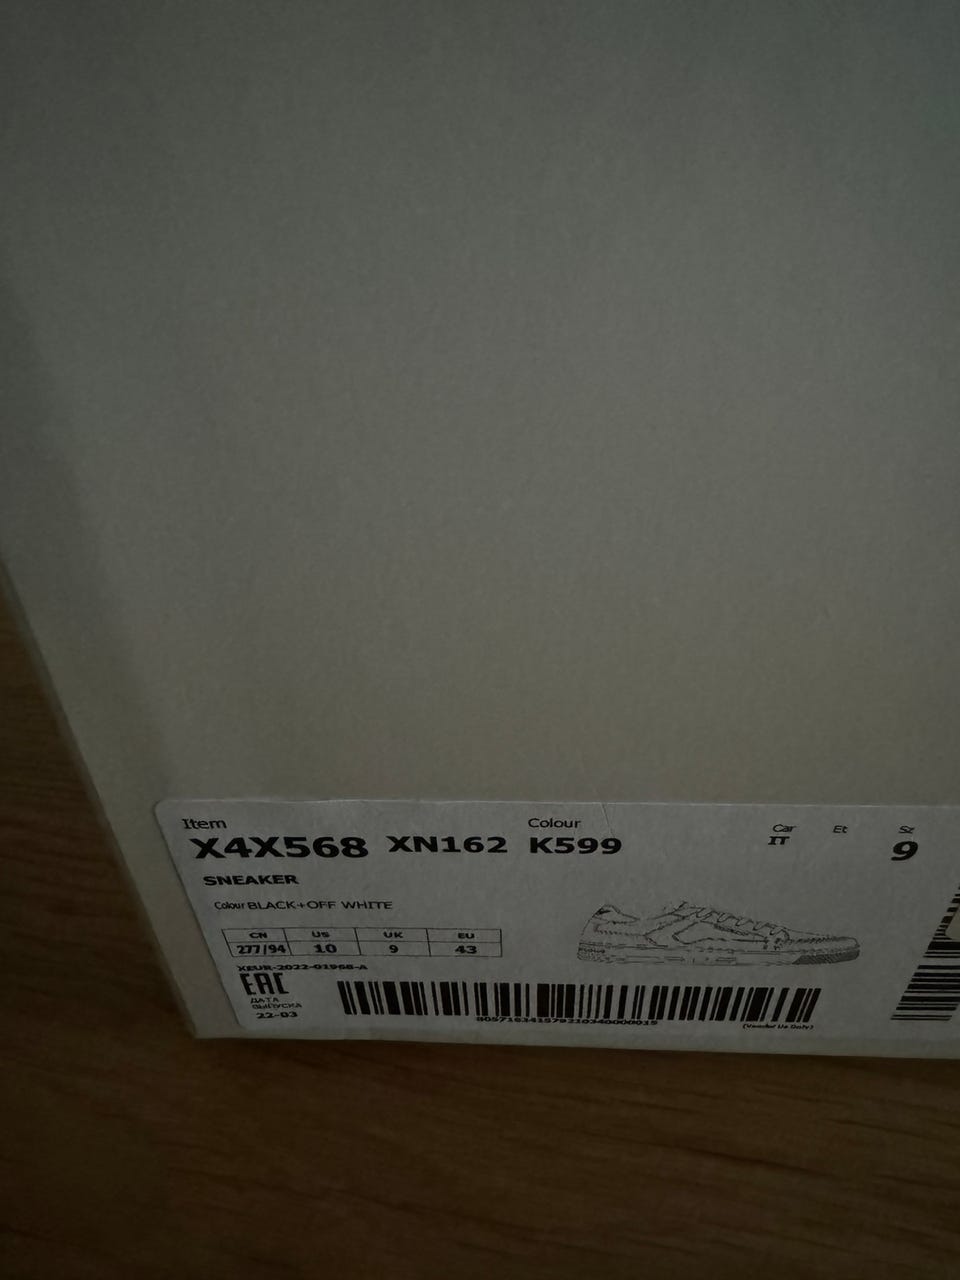 Item
Colour
Car
Et
Sz
X4X568 XN162 K599
IT
9
SNEAKER
Colour BLACK+OFF WHITE
CN US UK EU
277/94 10 9 43
XEUR-2022-01968-A
EAC
ДАТА
ВЫПУСКА
22-03
(Vendor Use Only)